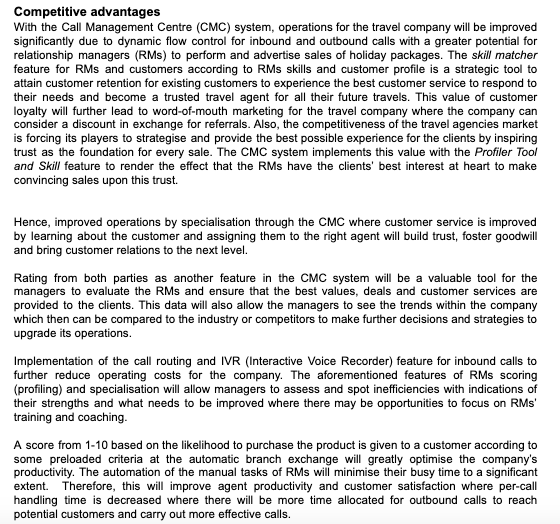 Competitive advantages
With the Call Management Centre (CMC) system, operations for the travel company will be improved
significantly due to dynamic flow control for inbound and outbound calls with a greater potential for
relationship managers (RMs) to perform and advertise sales of holiday packages. The skill matcher
feature for RMs and customers according to RMs skills and customer profile is a strategic tool to
attain customer retention for existing customers to experience the best customer service to respond to
their needs and become a trusted travel agent for all their future travels. This value of customer
loyalty will further lead to word-of-mouth marketing for the travel company where the company can
consider a discount in exchange for referrals. Also, the competitiveness of the travel agencies market
is forcing its players to strategise and provide the best possible experience for the clients by inspiring
trust as the foundation for every sale. The CMC system implements this value with the Profiler Tool
and Skill feature to render the effect that the RMs have the clients' best interest at heart to make
convincing sales upon this trust.
Hence, improved operations by specialisation through the CMC where customer service is improved
by learning about the customer and assigning them to the right agent will build trust, foster goodwill
and bring customer relations to the next level.
Rating from both parties as another feature in the CMC system will be a valuable tool for the
managers to evaluate the RMs and ensure that the best values, deals and customer services are
provided to the clients. This data will also allow the managers to see the trends within the company
which then can be compared to the industry or competitors to make further decisions and strategies to
upgrade its operations.
Implementation of the call routing and IVR (Interactive Voice Recorder) feature for inbound calls to
further reduce operating costs for the company. The aforementioned features of RMs scoring
(profiling) and specialisation will allow managers to assess and spot inefficiencies with indications of
their strengths and what needs to be improved where there may be opportunities to focus on RMs'
training and coaching.
A score from 1-10 based on the likelihood to purchase the product is given to a customer according to
some preloaded criteria at the automatic branch exchange will greatly optimise the company's
productivity. The automation of the manual tasks of RMs will minimise their busy time to a significant
extent. Therefore, this will improve agent productivity and customer satisfaction where per-call
handling time is decreased where there will be more time allocated for outbound calls to reach
potential customers and carry out more effective calls.